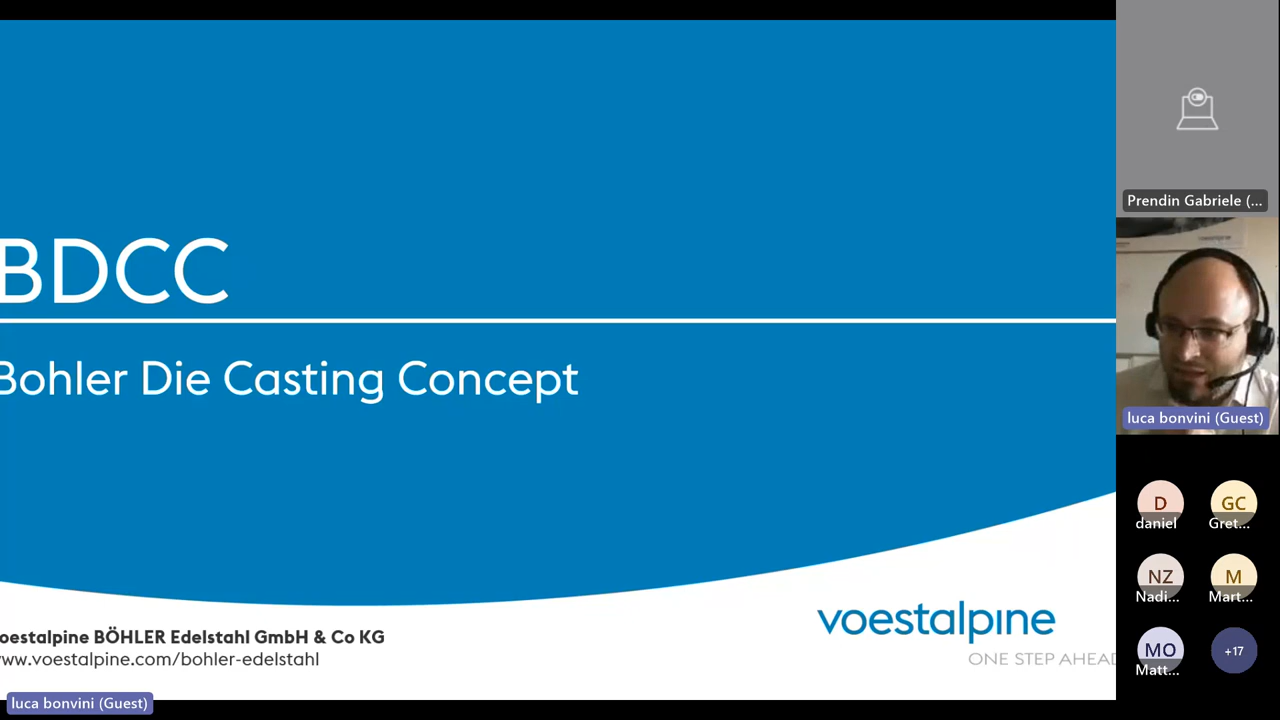 BDCC
Bohler Die Casting Concept
oestalpine BÖHLER Edelstahl GmbH & Co KG
www.voestalpine.com/bohler-edelstahl
voestalpine
ONE STEP AHEAD
luca bonvini (Guest)
Prendin Gabriele (...
luca bonvini (Guest)
D
daniel
GC
Gret...
NZ
Nadi...
M
Mart...
MO
Matt...
+17